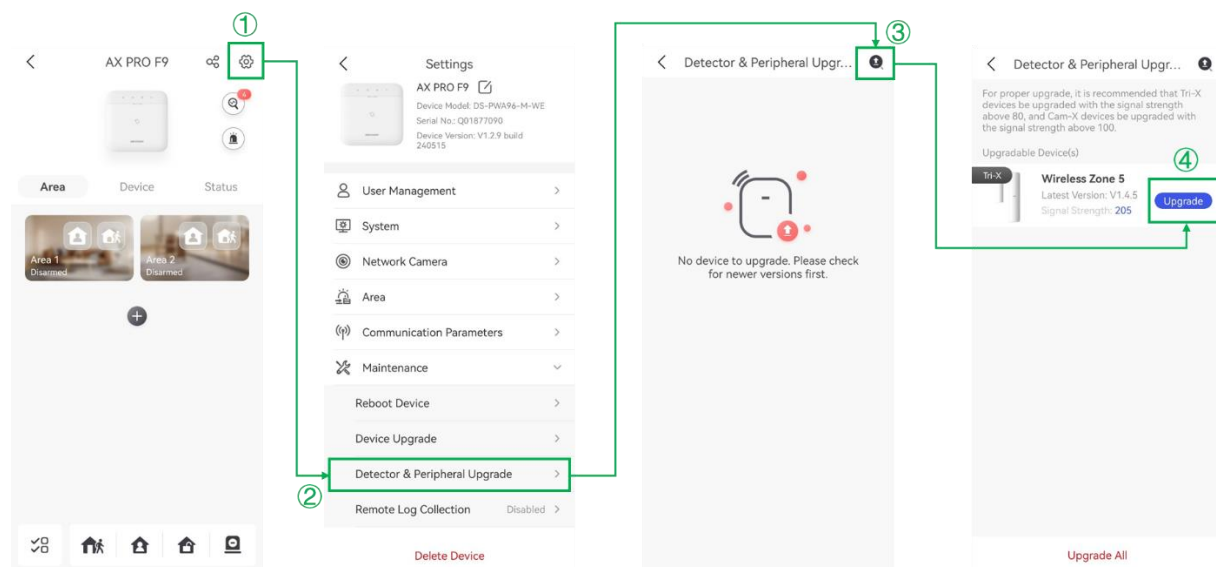 ①
AX PRO F9
4
Area
Device
Status
Area 1
Disarmed
Area 2
Disarmed
Settings
AX PRO F9
Device Model: DS-PWA96-M-WE
Serial No.: Q01877090
Device Version: V1.2.9 build
240515
User Management
System
Network Camera
Area
Communication Parameters
Maintenance
Reboot Device
Device Upgrade
②
Detector & Peripheral Upgrade
Remote Log Collection Disabled
Delete Device
③
Detector & Peripheral Upgr...
No device to upgrade. Please check
for newer versions first.
Detector & Peripheral Upgr...
For proper upgrade, it is recommended that Tri-X
devices be upgraded with the signal strength
above 80, and Cam-X devices be upgraded with
the signal strength above 100.
Upgradable Device(s)
④
Tri-X
Wireless Zone 5
Latest Version: V1.4.5
Signal Strength: 205
Upgrade
Upgrade All